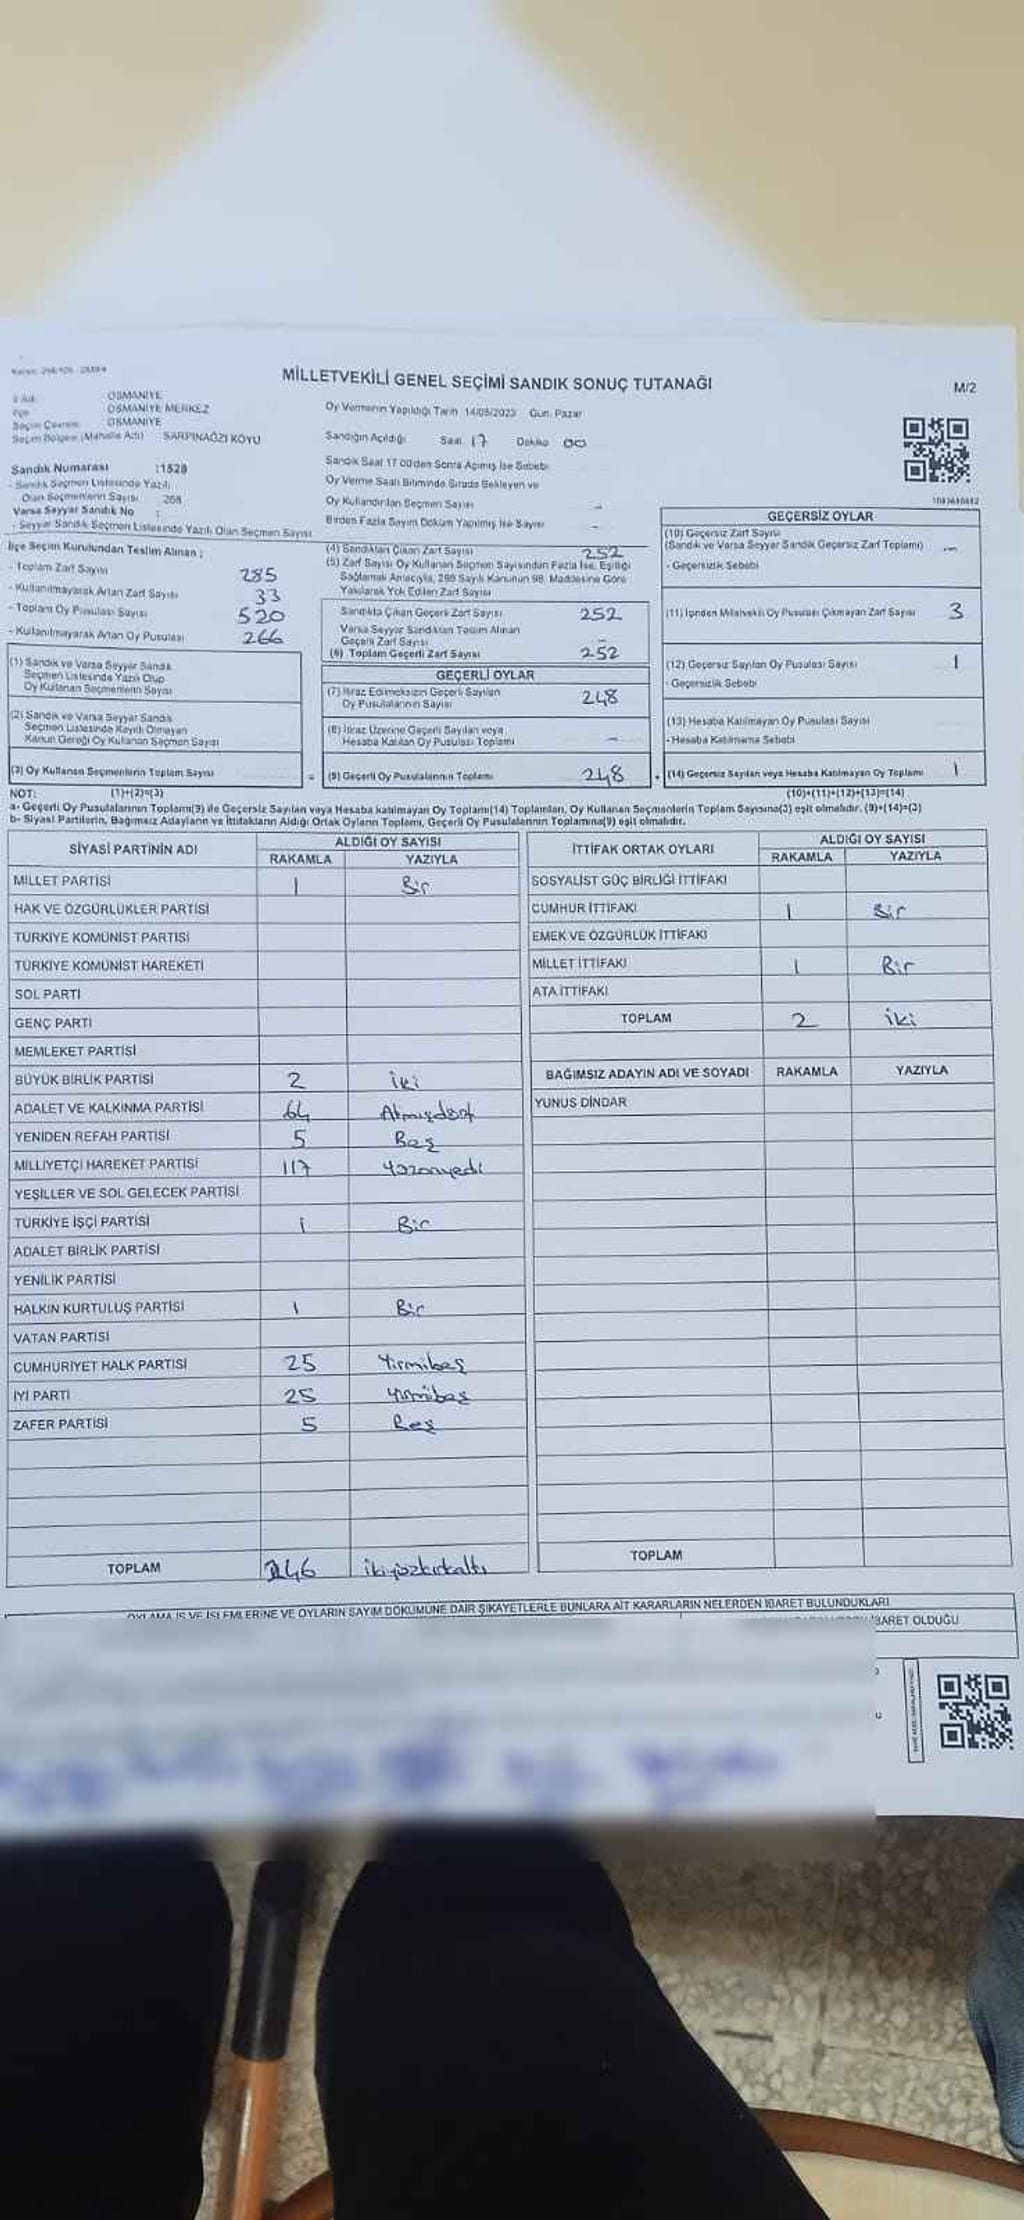 MİLLETVEKİLİ GENEL SEÇİMİ SANDIK SONUÇ TUTANAĞI
M/2
İl Adı OSMANİYE
İlçe OSMANİYE MERKEZ
Seçim Çevresi OSMANİYE
Seçim Bölgesi (Mahalle Adı) SARPINAĞZI KÖYÜ
Sandık Numarası :1528
- Sandık Seçmen Listesinde Yazılı
Olan Seçmenlerin Sayısı 268
Varsa Seyyar Sandık No :
- Seyyar Sandık Seçmen Listesinde Yazılı Olan Seçmen Sayısı
İlçe Seçim Kurulundan Teslim Alınan ;
- Toplam Zarf Sayısı 285
- Kullanılmayarak Artan Zarf Sayısı 33
- Toplam Oy Pusulası Sayısı 520
- Kullanılmayarak Artan Oy Pusulası 266
(1) Sandık ve Varsa Seyyar Sandık
Seçmen Listesinde Yazılı Olup
Oy Kullanan Seçmenlerin Sayısı
(2) Sandık ve Varsa Seyyar Sandık
Seçmen Listesinde Kayıtlı Olmayan
Kanun Gereği Oy Kullanan Seçmen Sayısı
(3) Oy Kullanan Seçmenlerin Toplam Sayısı
Oy Vermenin Yapıldığı Tarih 14/05/2023 Gün. Pazar
Sandığın Açıldığı Saat 17 Dakika 00
Sandık Saat 17 00'den Sonra Açılmış İse Sebebi
Oy Verme Saati Bitiminde Sırada Bekleyen ve
Oy Kullandırılan Seçmen Sayısı -
Birden Fazla Sayım Döküm Yapılmış İse Sayısı -
(4) Sandıktan Çıkan Zarf Sayısı 252
(5) Zarf Sayısı Oy Kullanan Seçmen Sayısından Fazla İse, Eşitliği
Sağlamak Amacıyla, 298 Sayılı Kanunun 98. Maddesine Göre
Yakılarak Yok Edilen Zarf Sayısı
Sandıkta Çıkan Geçerli Zarf Sayısı 252
Varsa Seyyar Sandıktan Teslim Alınan
Geçerli Zarf Sayısı -
(6) Toplam Geçerli Zarf Sayısı 252
GEÇERLİ OYLAR
(7) İtiraz Edilmeksizin Geçerli Sayılan
Oy Pusulalarının Sayısı 248
(8) İtiraz Üzerine Geçerli Sayılan veya
Hesaba Katılan Oy Pusulası Toplamı -
= (9) Geçerli Oy Pusulalarının Toplamı 248
1083680862
GEÇERSİZ OYLAR
(10) Geçersiz Zarf Sayısı
(Sandık ve Varsa Seyyar Sandık Geçersiz Zarf Toplamı) -
- Geçersizlik Sebebi
(11) İçinden Milletvekili Oy Pusulası Çıkmayan Zarf Sayısı 3
(12) Geçersiz Sayılan Oy Pusulası Sayısı 1
- Geçersizlik Sebebi
(13) Hesaba Katılmayan Oy Pusulası Sayısı
- Hesaba Katılmama Sebebi
+ (14) Geçersiz Sayılan veya Hesaba Katılmayan Oy Toplamı 1
NOT: (1)+(2)=(3) (10)+(11)+(12)+(13)=(14)
a- Geçerli Oy Pusulalarının Toplamı(9) ile Geçersiz Sayılan veya Hesaba katılmayan Oy Toplamı(14) Toplamları, Oy Kullanan Seçmenlerin Toplam Sayısına(3) eşit olmalıdır. (9)+(14)=(3)
b- Siyasi Partilerin, Bağımsız Adayların ve İttifakların Aldığı Ortak Oyların Toplamı, Geçerli Oy Pusulalarının Toplamına(9) eşit olmalıdır.
SİYASİ PARTİNİN ADI ALDIĞI OY SAYISI
RAKAMLA YAZIYLA
MİLLET PARTİSİ 1 Bir
HAK VE ÖZGÜRLÜKLER PARTİSİ
TÜRKİYE KOMÜNİST PARTİSİ
TÜRKİYE KOMÜNİST HAREKETİ
SOL PARTİ
GENÇ PARTİ
MEMLEKET PARTİSİ
BÜYÜK BİRLİK PARTİSİ 2 iki
ADALET VE KALKINMA PARTİSİ 64 Atmışdört
YENİDEN REFAH PARTİSİ 5 Beş
MİLLİYETÇİ HAREKET PARTİSİ 117 Yüzonyedi
YEŞİLLER VE SOL GELECEK PARTİSİ
TÜRKİYE İŞÇİ PARTİSİ 1 Bir
ADALET BİRLİK PARTİSİ
YENİLİK PARTİSİ
HALKIN KURTULUŞ PARTİSİ 1 Bir
VATAN PARTİSİ
CUMHURİYET HALK PARTİSİ 25 Yirmibeş
İYİ PARTİ 25 Yirmibeş
ZAFER PARTİSİ 5 Beş
TOPLAM 246 ikiyüzkırkaltı
İTTİFAK ORTAK OYLARI ALDIĞI OY SAYISI
RAKAMLA YAZIYLA
SOSYALİST GÜÇ BİRLİĞİ İTTİFAKI
CUMHUR İTTİFAKI 1 Bir
EMEK VE ÖZGÜRLÜK İTTİFAKI
MİLLET İTTİFAKI 1 Bir
ATA İTTİFAKI
TOPLAM 2 iki
BAĞIMSIZ ADAYIN ADI VE SOYADI RAKAMLA YAZIYLA
YUNUS DİNDAR
TOPLAM
OYLAMA İŞ VE İŞLEMLERİNE VE OYLARIN SAYIM DÖKÜMÜNE DAİR ŞİKAYETLERLE BUNLARA AİT KARARLARIN NELERDEN İBARET BULUNDUKLARI
İBARET OLDUĞU